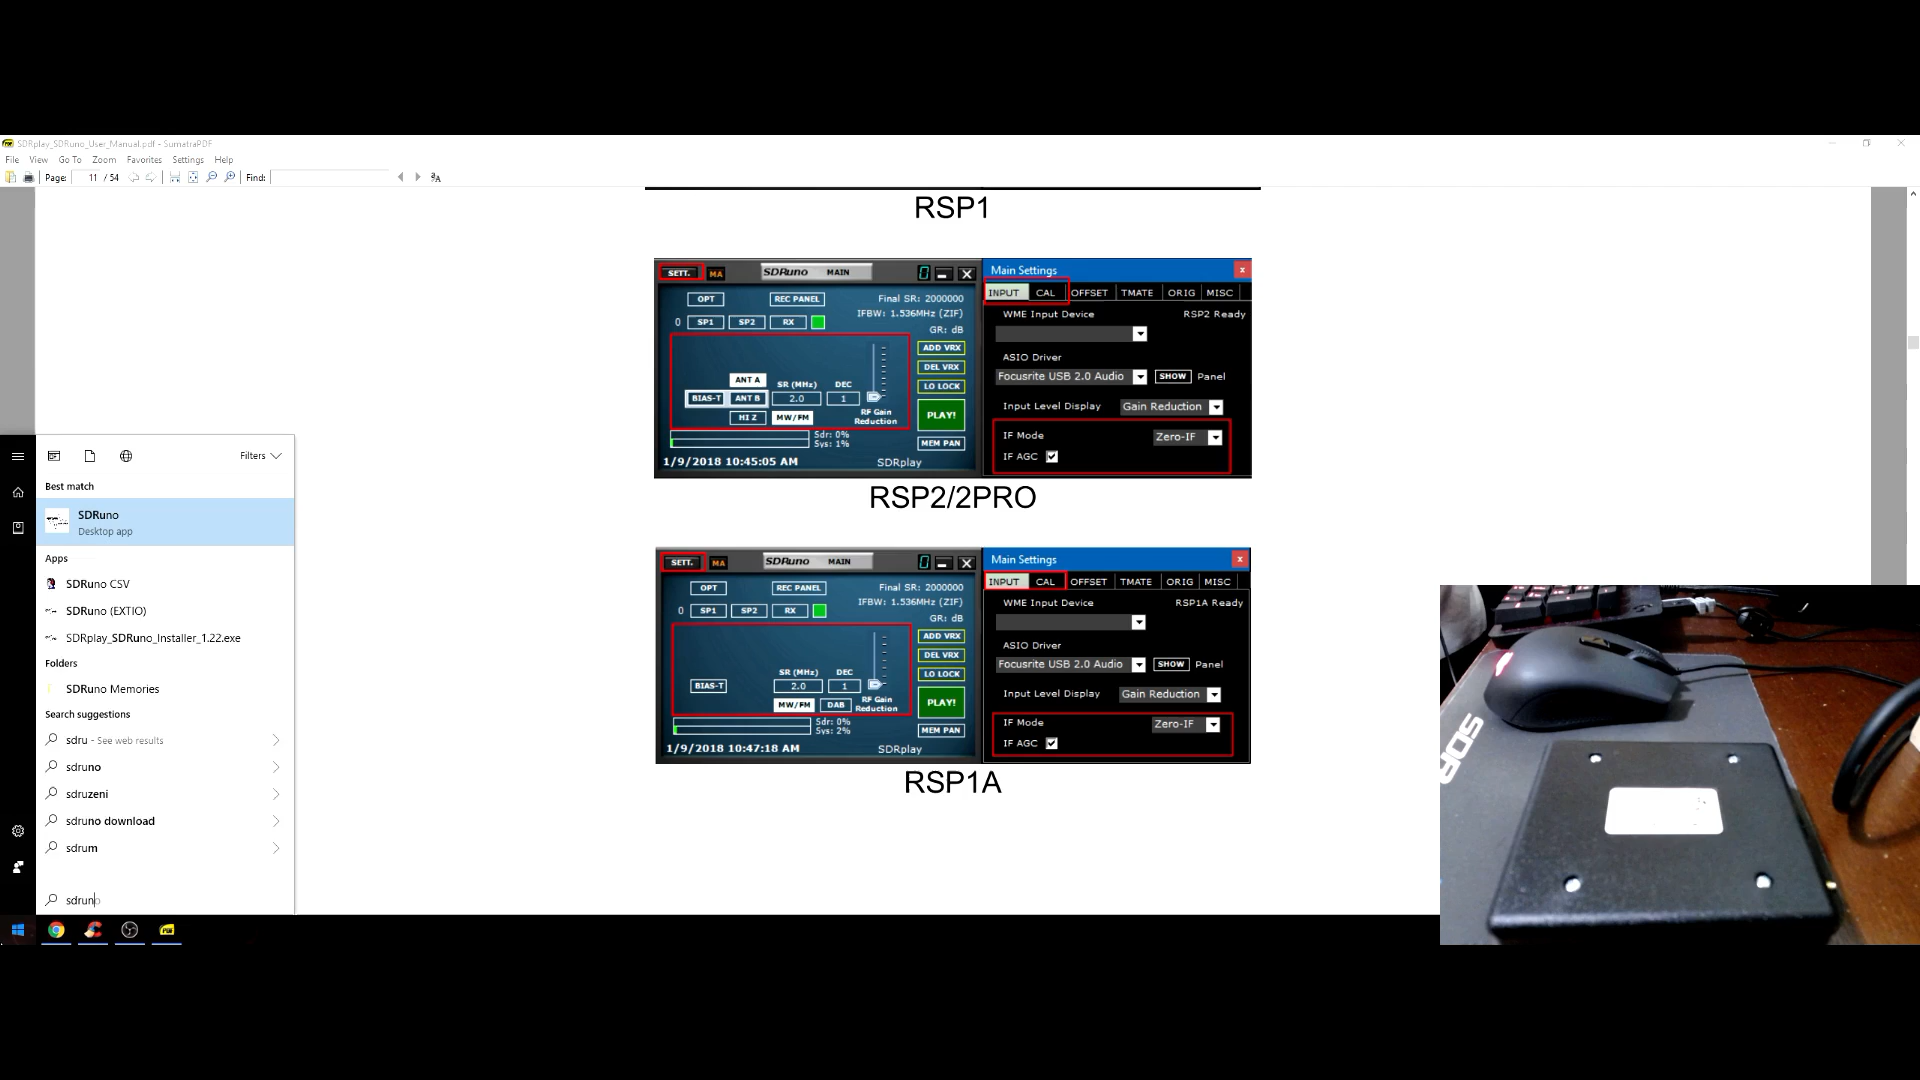 SDRplay_SDRuno_User_Manual.pdf - SumatraPDF
File View Go To Zoom Favorites Settings Help
Page: 11 / 54 Find:
RSP1
SETT. MA SDRuno MAIN
OPT REC PANEL Final SR: 2000000
IFBW: 1.536MHz (ZIF)
0 SP1 SP2 RX
GR: dB
ADD VRX
DEL VRX
ANT A SR (MHz) DEC LO LOCK
BIAS-T ANT B 2.0 1
HI Z MW/FM RF Gain Reduction PLAY!
Sdr: 0%
Sys: 1% MEM PAN
1/9/2018 10:45:05 AM SDRplay
Main Settings
INPUT CAL OFFSET TMATE ORIG MISC
WME Input Device RSP2 Ready
ASIO Driver
Focusrite USB 2.0 Audio SHOW Panel
Input Level Display Gain Reduction
IF Mode Zero-IF
IF AGC
RSP2/2PRO
SETT. MA SDRuno MAIN
OPT REC PANEL Final SR: 2000000
IFBW: 1.536MHz (ZIF)
0 SP1 SP2 RX
GR: dB
ADD VRX
DEL VRX
SR (MHz) DEC LO LOCK
BIAS-T 2.0 1
MW/FM DAB RF Gain Reduction PLAY!
Sdr: 0%
Sys: 2% MEM PAN
1/9/2018 10:47:18 AM SDRplay
Main Settings
INPUT CAL OFFSET TMATE ORIG MISC
WME Input Device RSP1A Ready
ASIO Driver
Focusrite USB 2.0 Audio SHOW Panel
Input Level Display Gain Reduction
IF Mode Zero-IF
IF AGC
RSP1A
Filters
Best match
SDRuno
Desktop app
Apps
SDRuno CSV
SDRuno (EXTIO)
SDRplay_SDRuno_Installer_1.22.exe
Folders
SDRuno Memories
Search suggestions
sdru - See web results
sdruno
sdruzeni
sdruno download
sdrum
sdruno
SDR